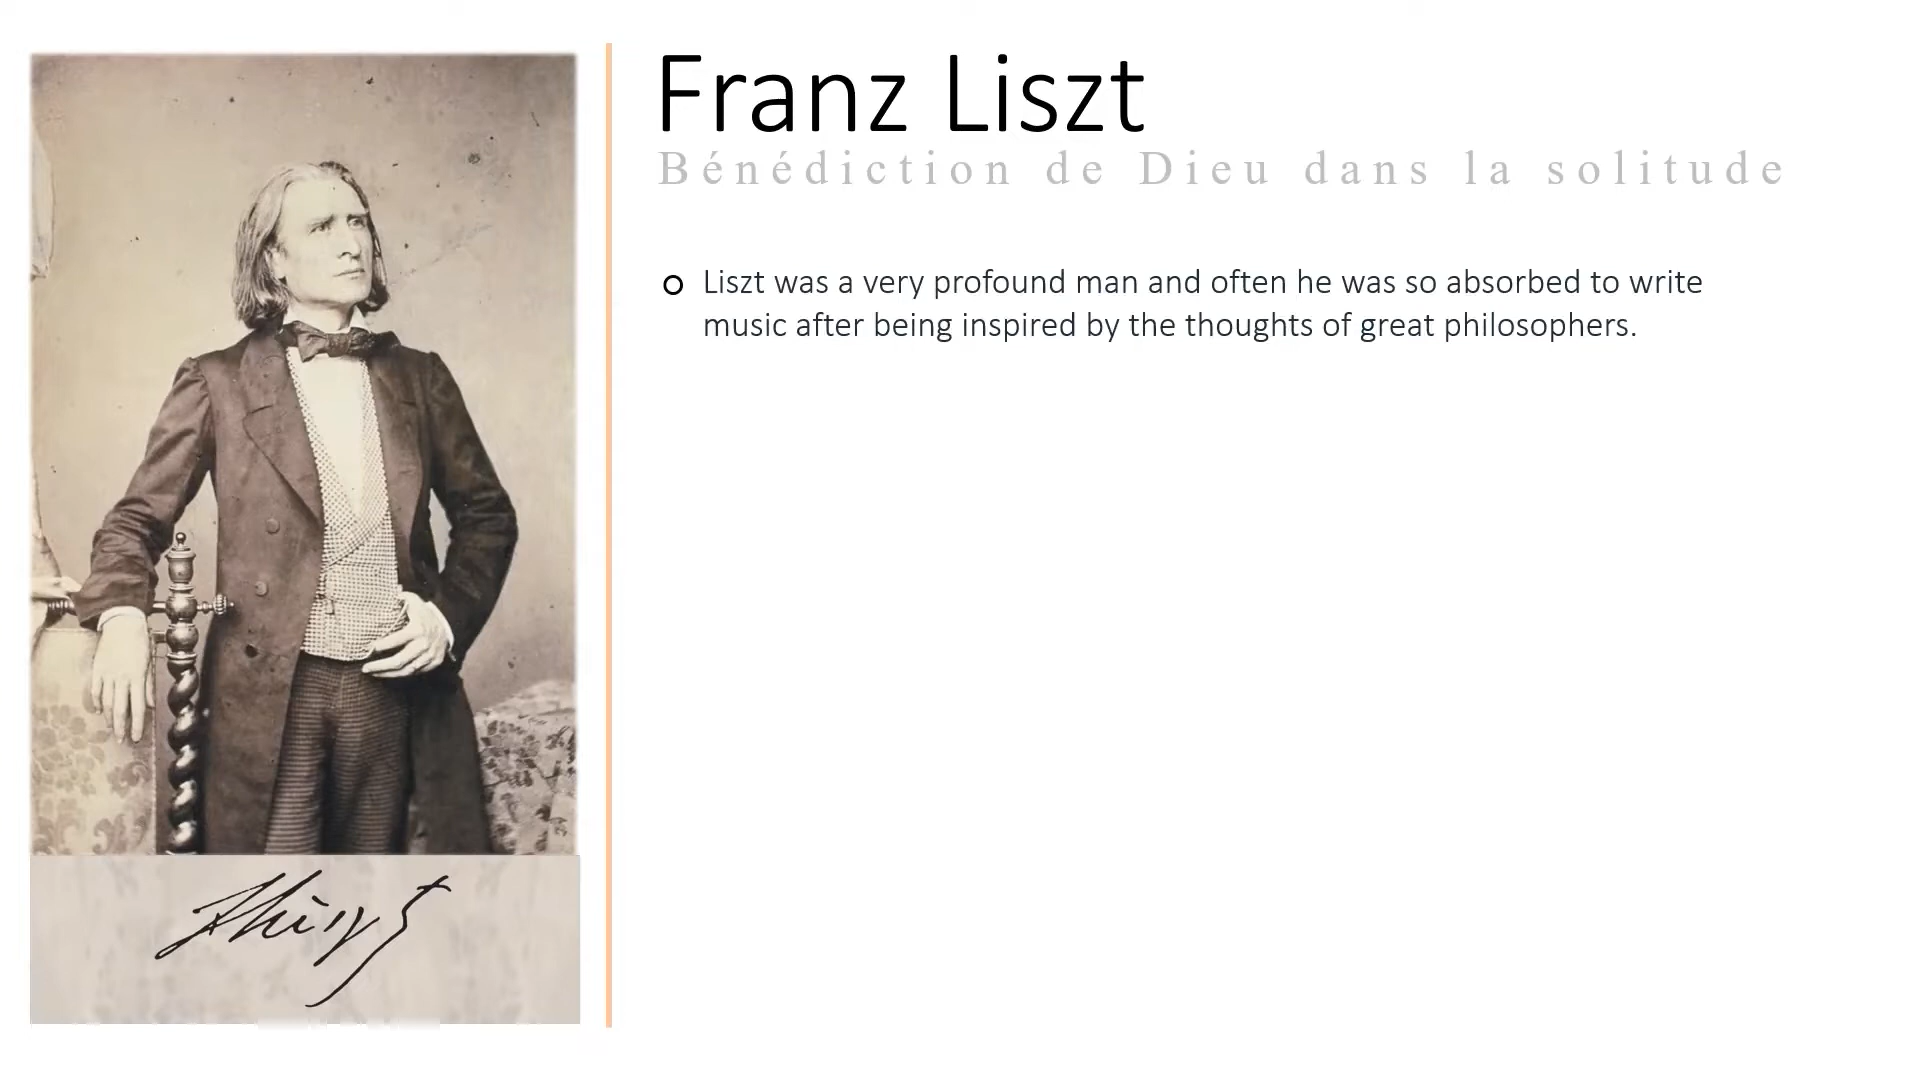 Franz Liszt
Bénédiction de Dieu dans la solitude
Liszt was a very profound man and often he was so absorbed to write
music after being inspired by the thoughts of great philosophers.